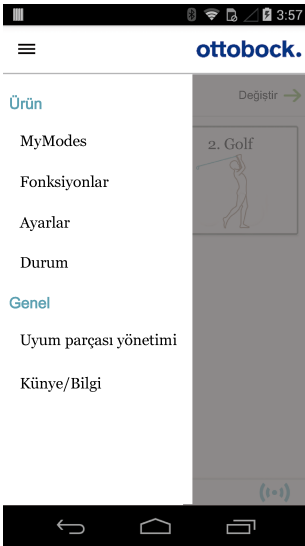 3:57
ottobock.
Ürün
Değiştir
MyModes
2. Golf
Fonksiyonlar
Ayarlar
Durum
Genel
Uyum parçası yönetimi
Künye/Bilgi